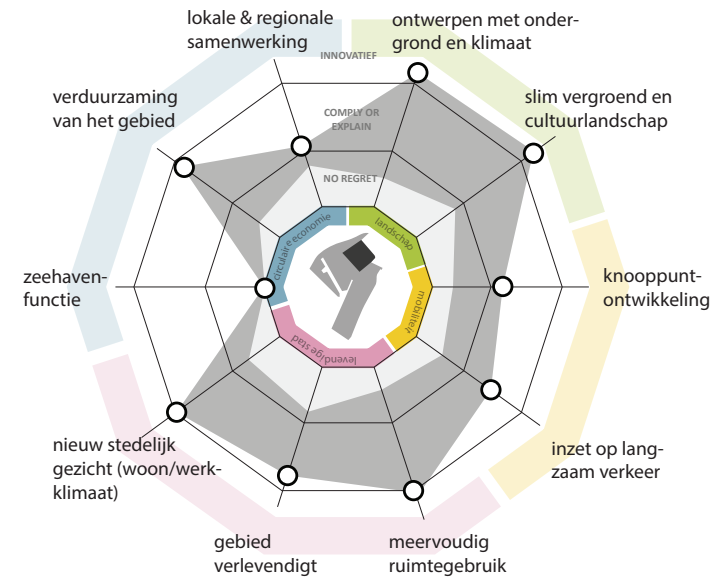 lokale & regionale
samenwerking
ontwerpen met onder-
grond en klimaat
INNOVATIEF
verduurzaming
van het gebied
slim vergroend en
cultuurlandschap
COMPLY OR
EXPLAIN
NO REGRET
circulaire economie
landschap
mobiliteit
levendige stad
zeehaven-
functie
knooppunt-
ontwikkeling
nieuw stedelijk
gezicht (woon/werk-
klimaat)
inzet op lang-
zaam verkeer
gebied
verlevendigt
meervoudig
ruimtegebruik